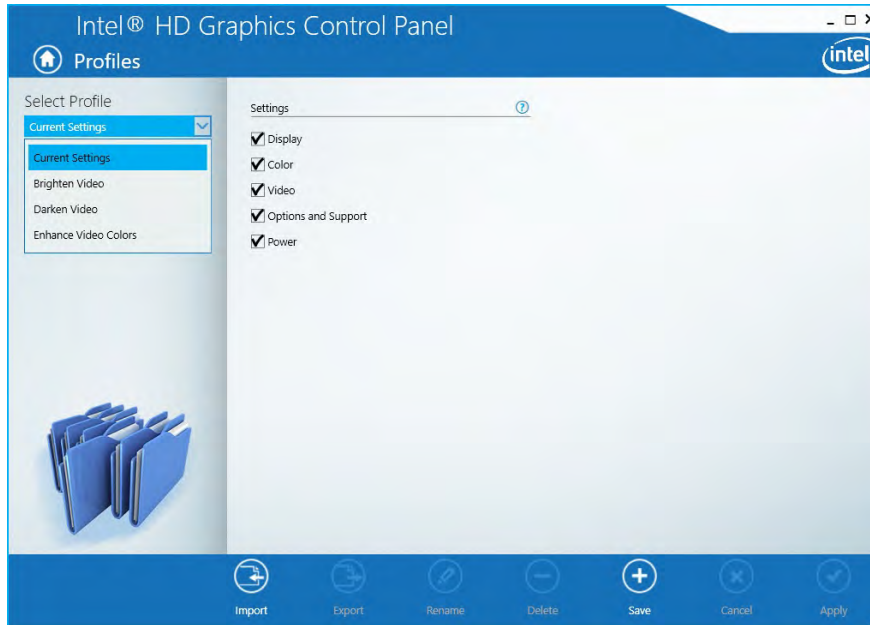 Intel® HD Graphics Control Panel
Profiles
intel
Select Profile
Current Settings
Current Settings
Brighten Video
Darken Video
Enhance Video Colors
Settings
?
Display
Color
Video
Options and Support
Power
Import
Export
Rename
Delete
Save
Cancel
Apply